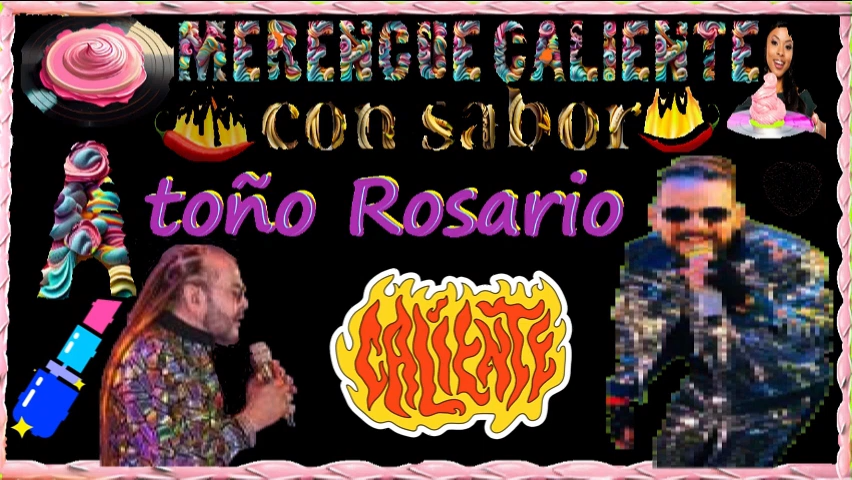 MERENGUE CALIENTE
con sabor
A toño Rosario
CALIENTE